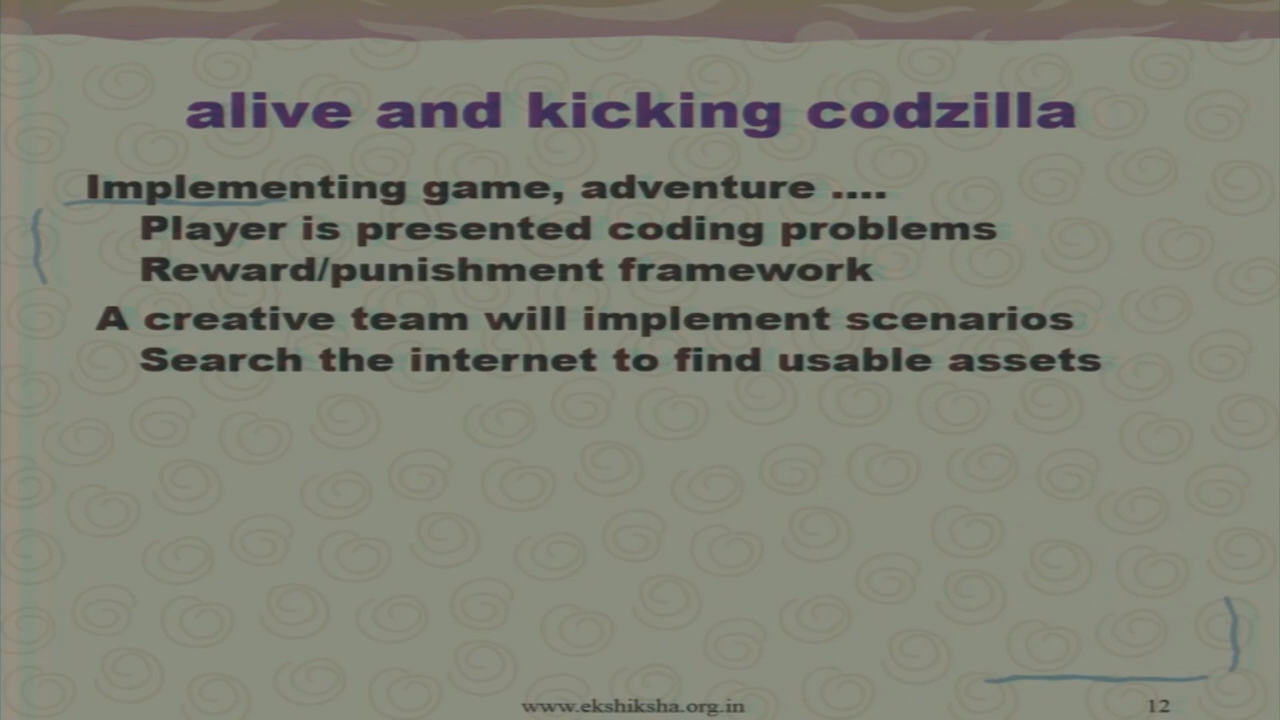 alive and kicking codzilla
Implementing game, adventure ....
Player is presented coding problems
Reward/punishment framework
A creative team will implement scenarios
Search the internet to find usable assets
www.ekshiksha.org.in
12